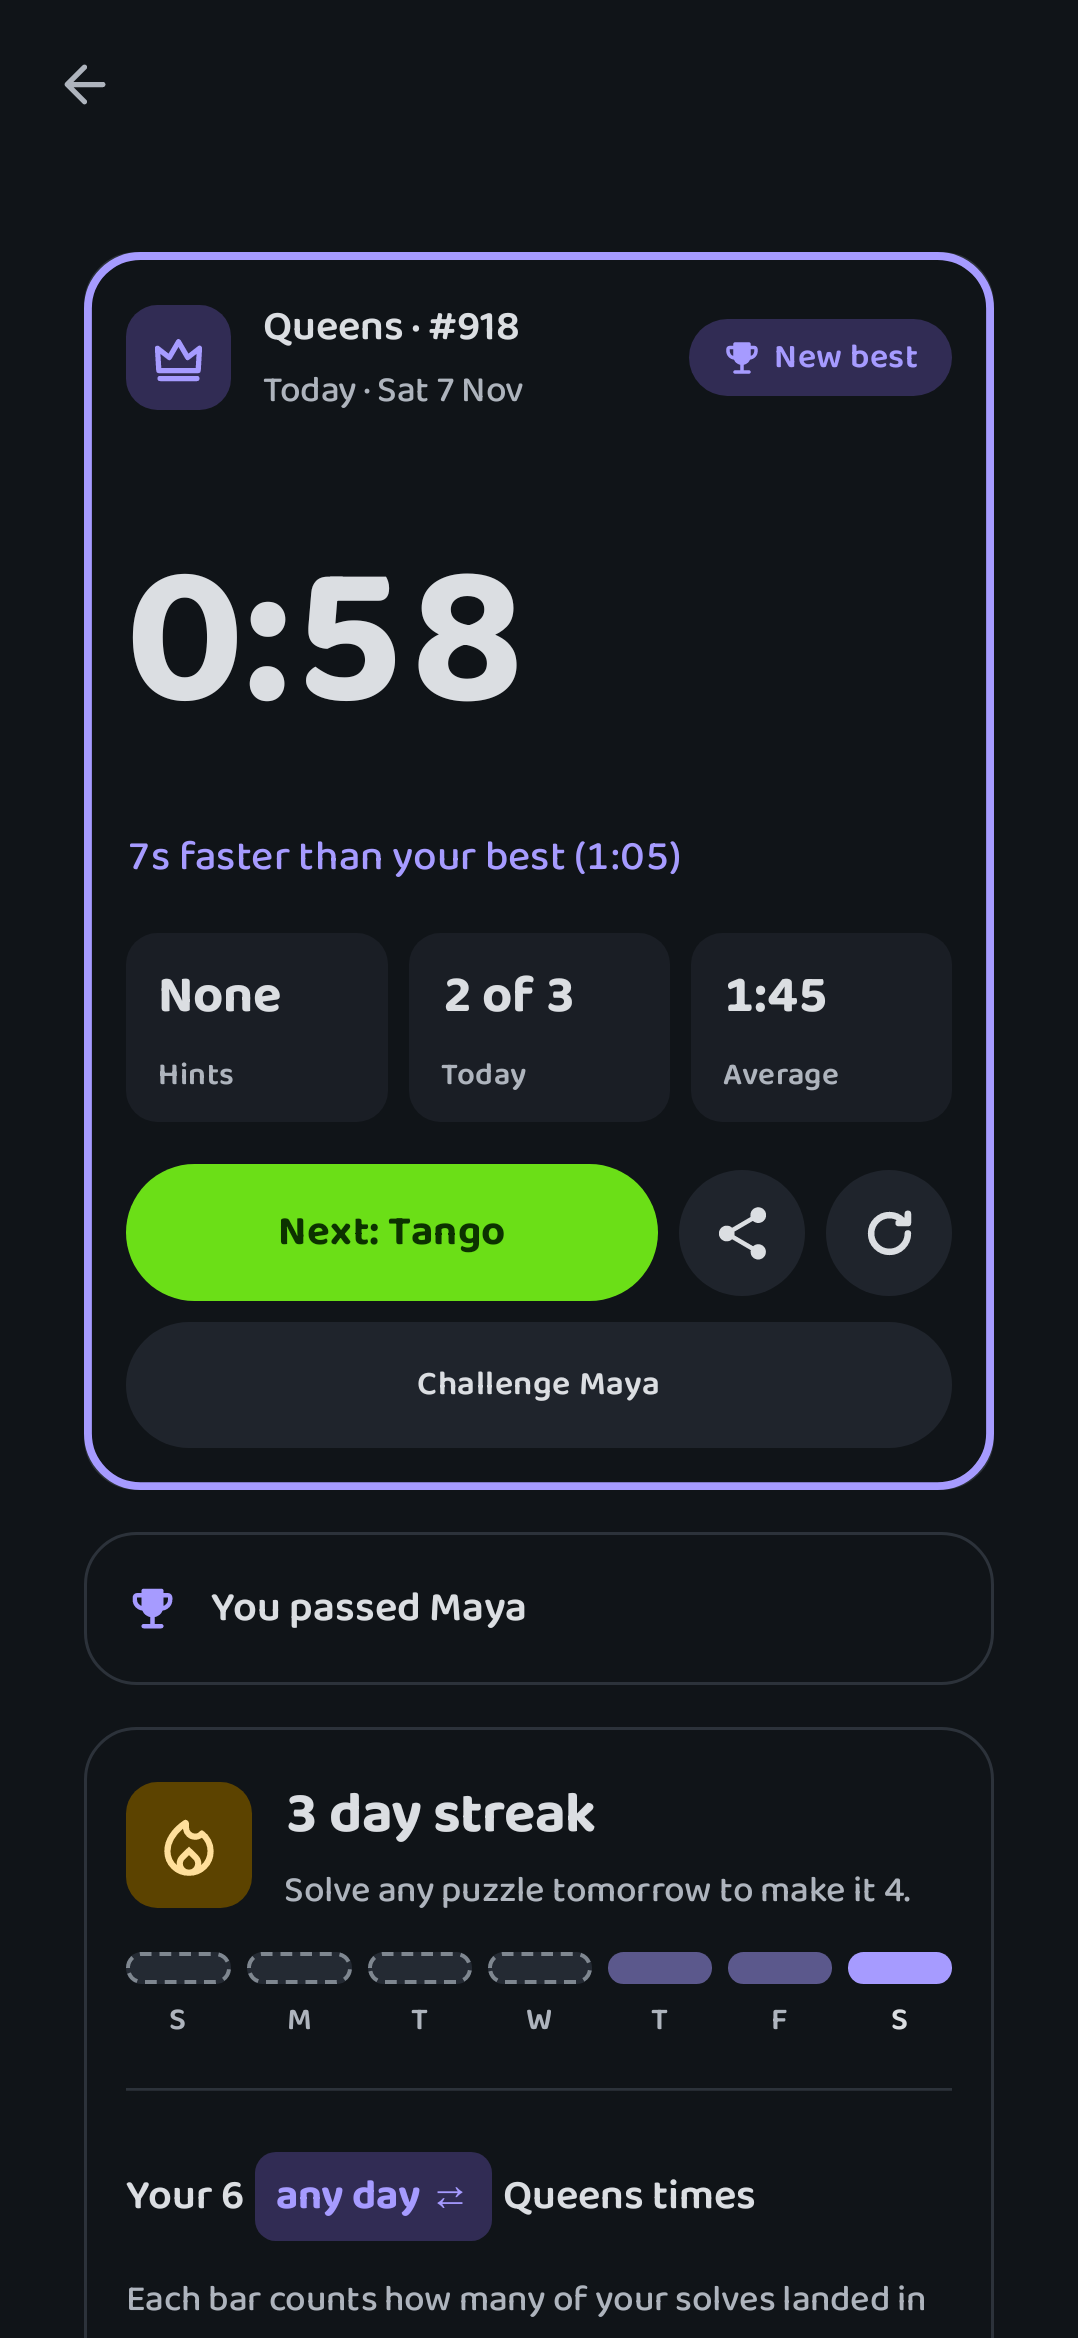 Queens · #918
Today · Sat 7 Nov
New best
0:58
7s faster than your best (1:05)
None
Hints
2 of 3
Today
1:45
Average
Next: Tango
Challenge Maya
You passed Maya
3 day streak
Solve any puzzle tomorrow to make it 4.
S M T W T F S
Your 6 any day ⇄ Queens times
Each bar counts how many of your solves landed in